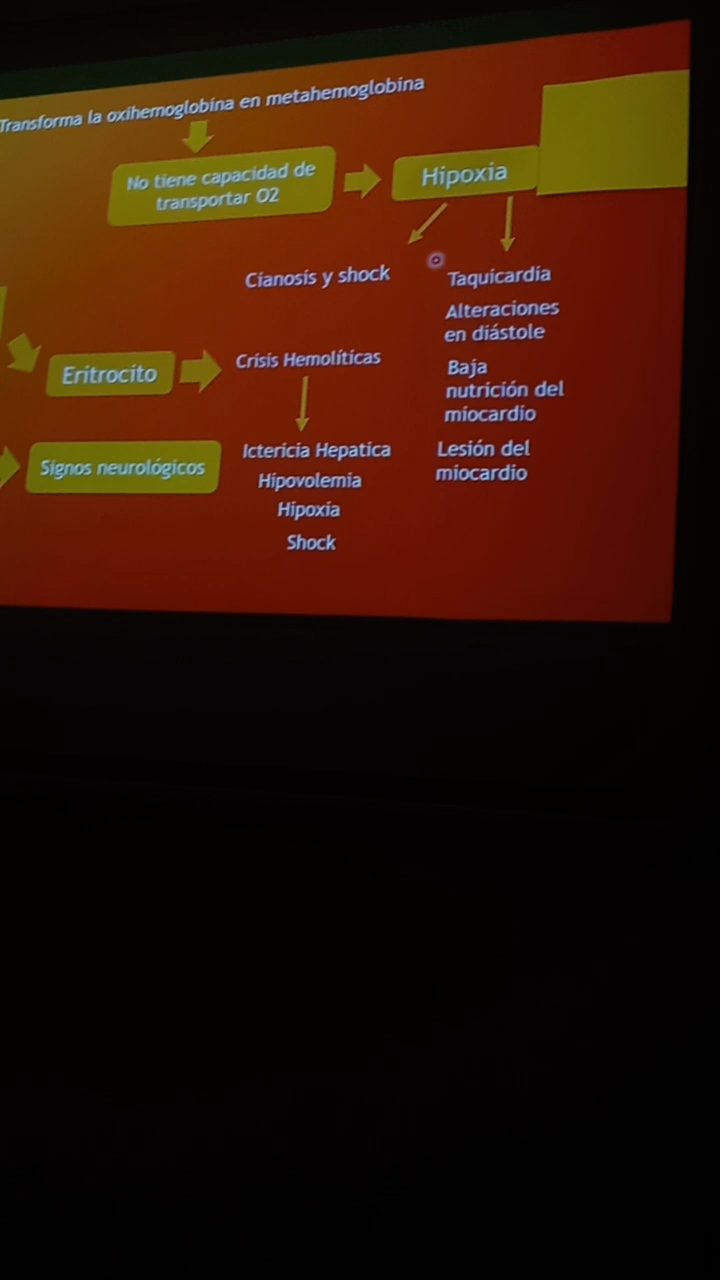 Transforma la oxihemoglobina en metahemoglobina
No tiene capacidad de
transportar O2
Hipoxia
Cianosis y shock
Taquicardia
Alteraciones
en diástole
Baja
nutrición del
miocardio
Lesión del
miocardio
Eritrocito
Crisis Hemolíticas
Ictericia Hepatica
Hipovolemia
Hipoxia
Shock
Signos neurológicos